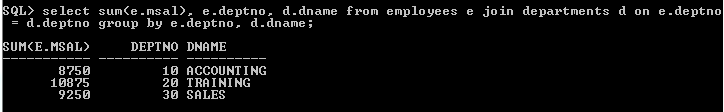 SQL> select sum(e.msal), e.deptno, d.dname from employees e join departments d on e.deptno
= d.deptno group by e.deptno, d.dname;
SUM(E.MSAL) DEPTNO DNAME
----------- ---------- ----------
8750 10 ACCOUNTING
10875 20 TRAINING
9250 30 SALES